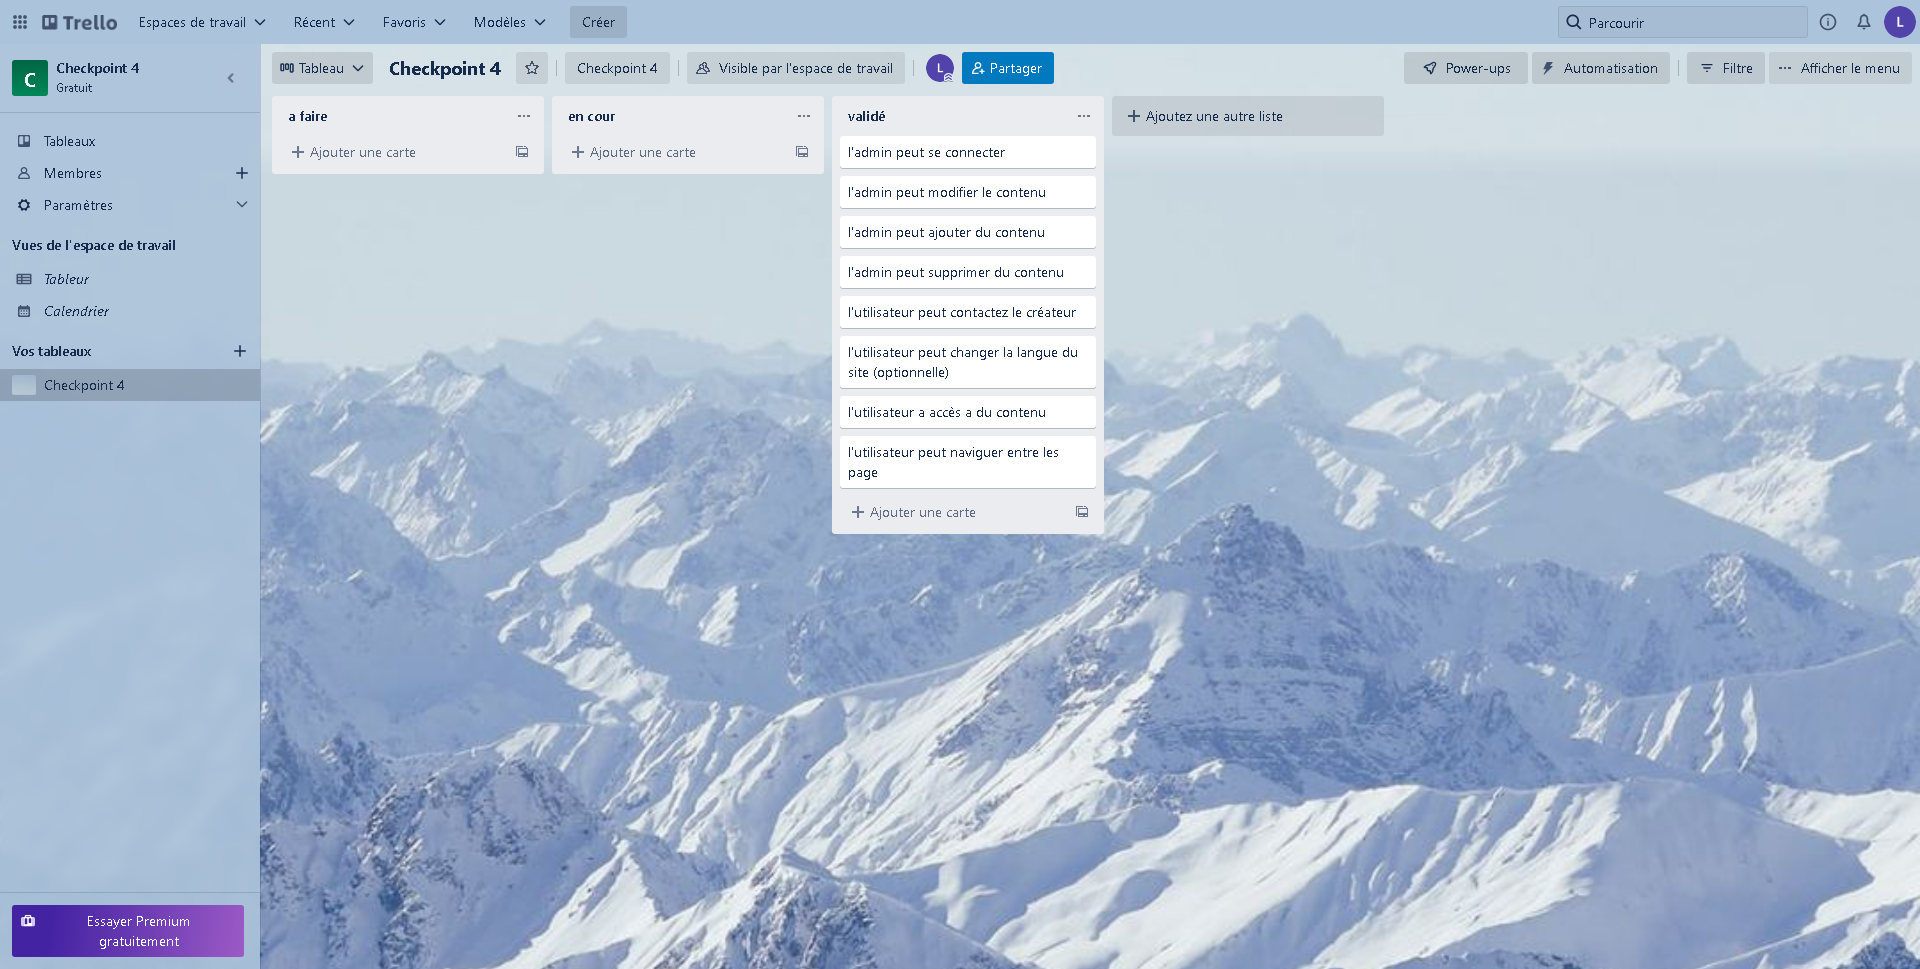 Trello
Espaces de travail
Récent
Favoris
Modèles
Créer
Parcourir
L
C
Checkpoint 4
Gratuit
Tableau
Checkpoint 4
Checkpoint 4
Visible par l'espace de travail
L
Partager
Power-ups
Automatisation
Filtre
Afficher le menu
Tableaux
Membres
Paramètres
Vues de l'espace de travail
Tableur
Calendrier
Vos tableaux
Checkpoint 4
Essayer Premium
gratuitement
a faire
Ajouter une carte
en cour
Ajouter une carte
validé
l'admin peut se connecter
l'admin peut modifier le contenu
l'admin peut ajouter du contenu
l'admin peut supprimer du contenu
l'utilisateur peut contactez le créateur
l'utilisateur peut changer la langue du
site (optionnelle)
l'utilisateur a accès a du contenu
l'utilisateur peut naviguer entre les
page
Ajouter une carte
Ajoutez une autre liste